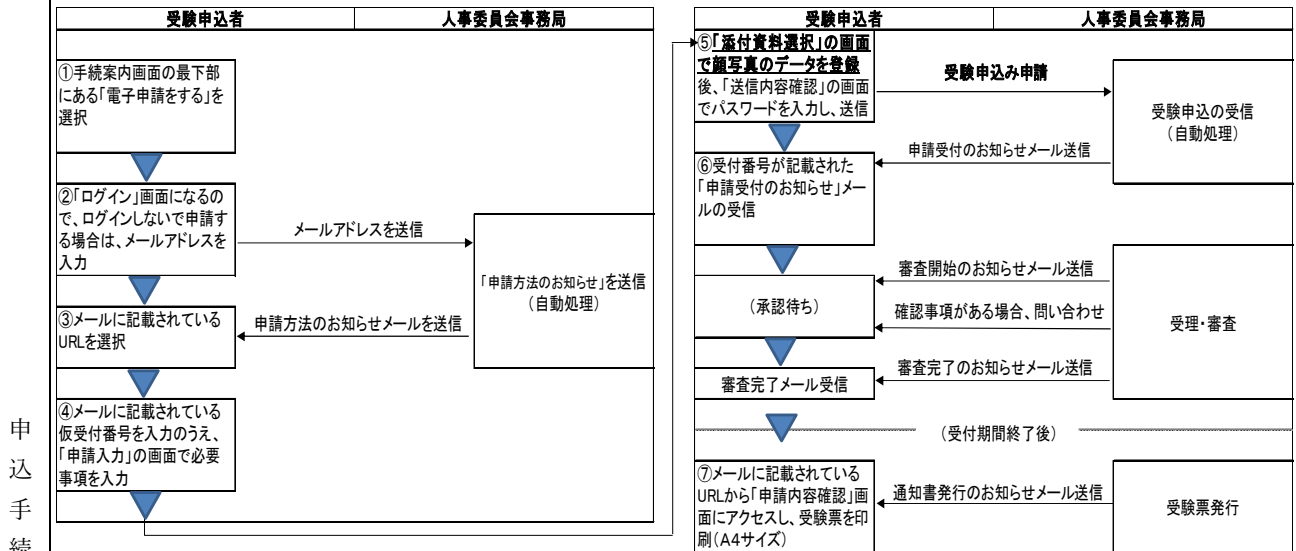 受験申込者
人事委員会事務局
①手続案内画面の最下部
にある「電子申請をする」を
選択
②「ログイン」画面になるの
で、ログインしないで申請す
る場合は、メールアドレスを
入力
メールアドレスを送信
「申請方法のお知らせ」を送信
(自動処理)
③メールに記載されている
URLを選択
申請方法のお知らせメールを送信
④メールに記載されている
仮受付番号を入力のうえ、
「申請入力」の画面で必要
事項を入力
受験申込者
人事委員会事務局
⑤「添付資料選択」の画面
で顔写真のデータを登録
後、「送信内容確認」の画面
でパスワードを入力し、送信
受験申込み申請
受験申込の受信
(自動処理)
申請受付のお知らせメール送信
⑥受付番号が記載された
「申請受付のお知らせ」メー
ルの受信
審査開始のお知らせメール送信
(承認待ち)
確認事項がある場合、問い合わせ
受理・審査
審査完了のお知らせメール送信
審査完了メール受信
(受付期間終了後)
⑦メールに記載されている
URLから「申請内容確認」画
面にアクセスし、受験票を印
刷(A4サイズ)
通知書発行のお知らせメール送信
受験票発行
申込手続